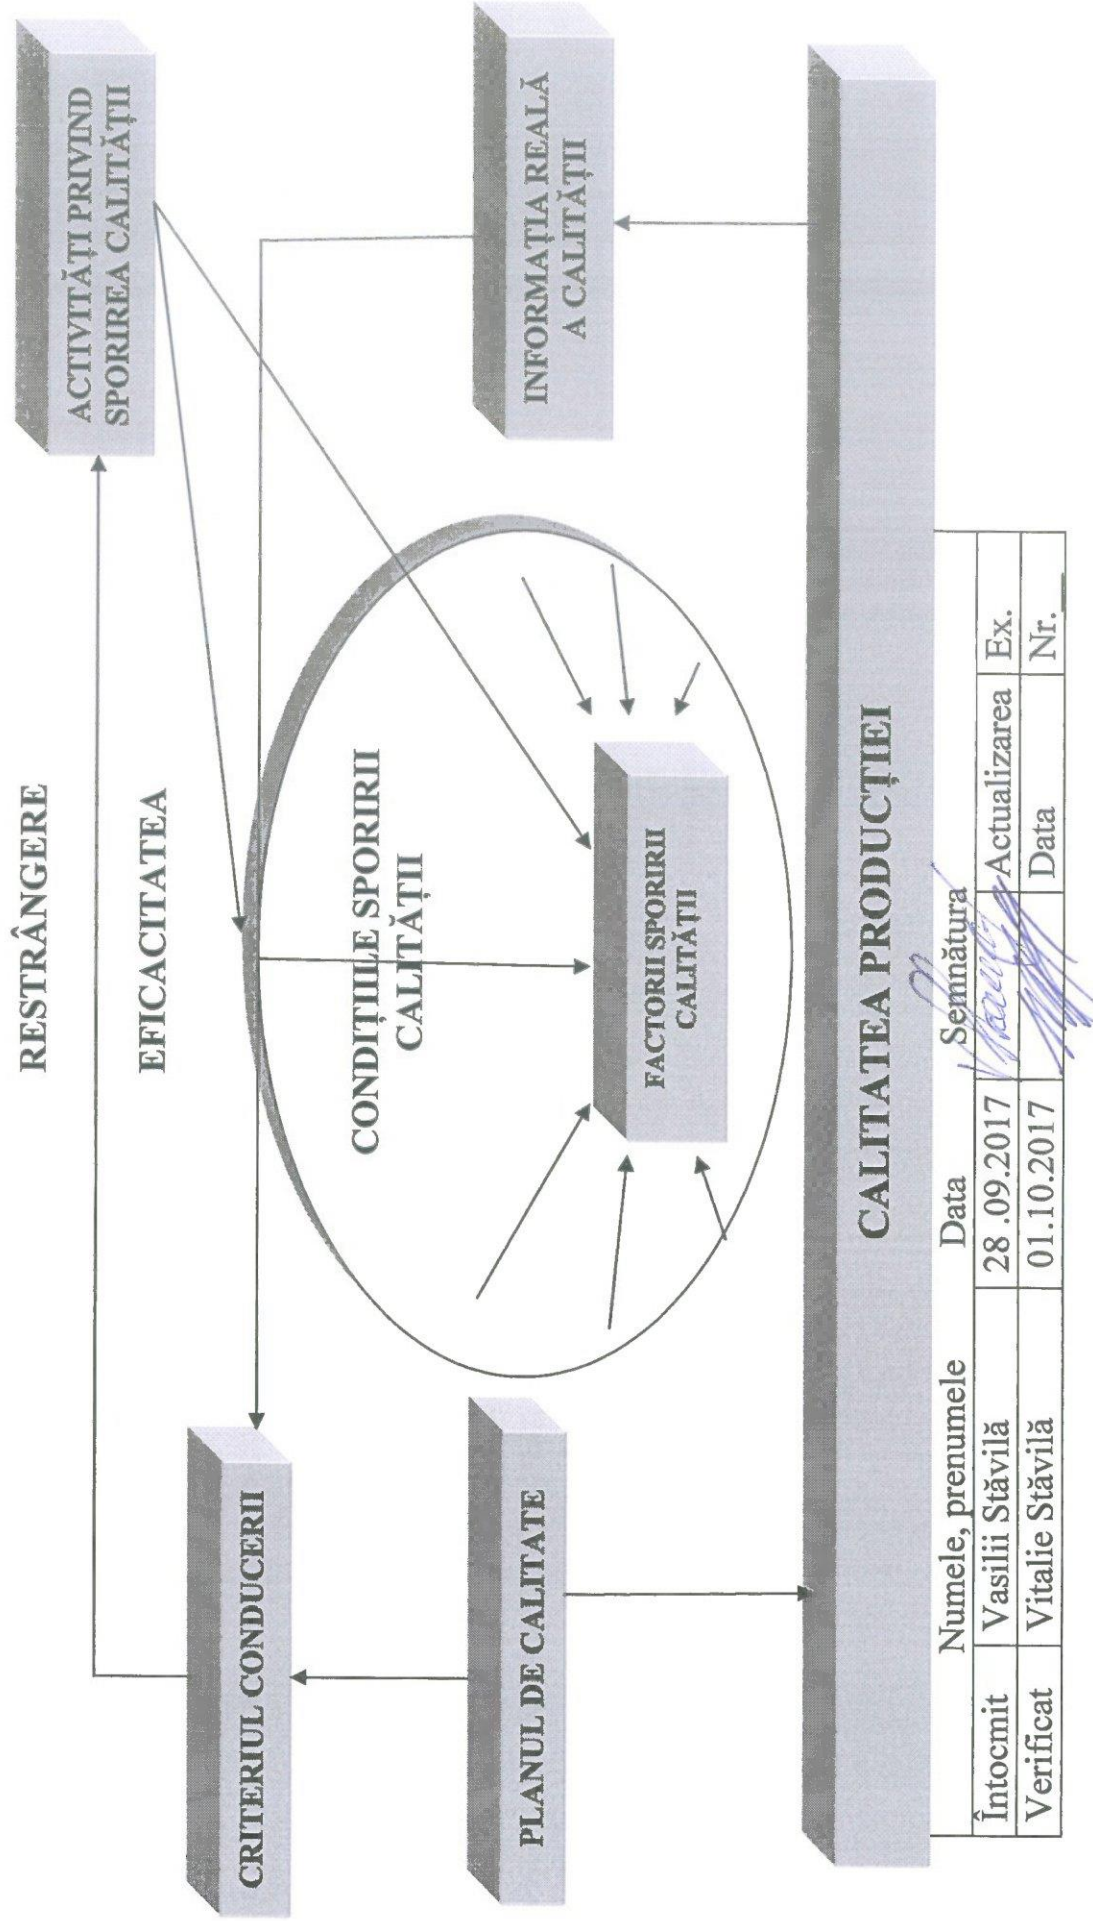 RESTRÂNGERE
EFICACITATEA
CRITERIUL CONDUCERII
ACTIVITĂȚI PRIVIND
SPORIREA CALITĂȚII
CONDIȚIILE SPORIRII
CALITĂȚII
PLANUL DE CALITATE
FACTORII SPORIRII
CALITĂȚII
INFORMAȚIA REALĂ
A CALITĂȚII
CALITATEA PRODUCȚIEI
Numele, prenumele Data Semnătura
Întocmit Vasilii Stăvilă 28 .09.2017 Actualizarea Ex.
Verificat Vitalie Stăvilă 01.10.2017 Data Nr._